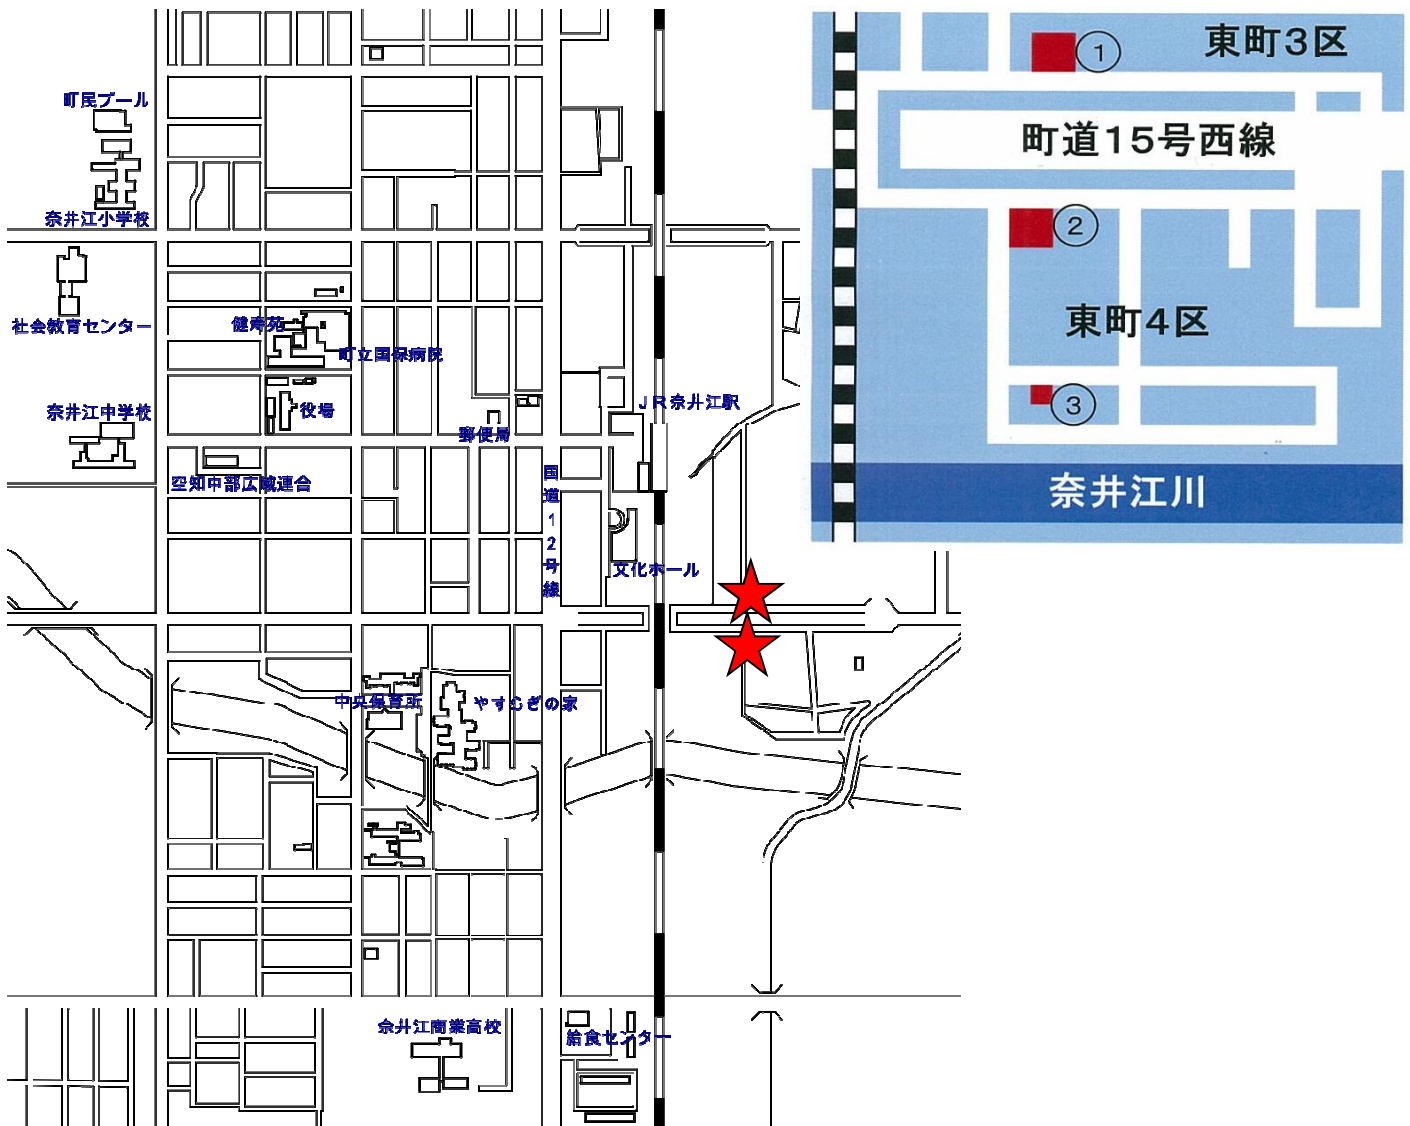 町民プール
奈井江小学校
社会教育センター
健寿苑
町立国保病院
奈井江中学校
役場
郵便局
JR奈井江駅
空知中部広域連合
国道12号線
文化ホール
中央保育所
やすらぎの家
奈井江商業高校
給食センター
東町3区
①
町道15号西線
②
東町4区
③
奈井江川